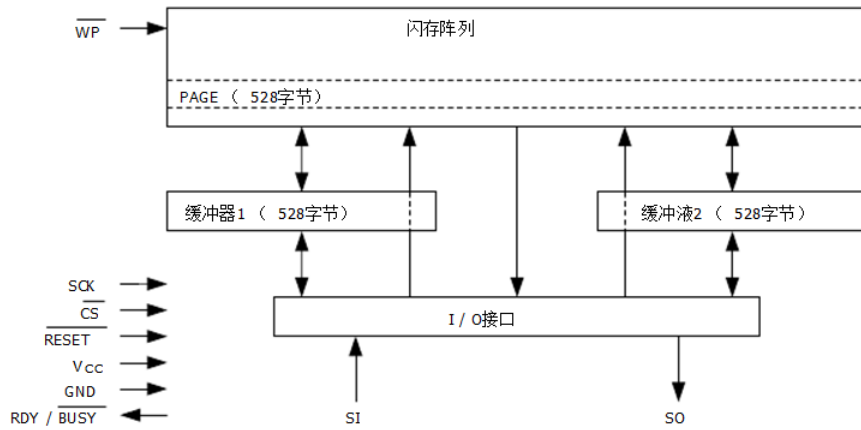 WP
闪存阵列
PAGE ( 528字节)
缓冲器1 ( 528字节)
缓冲液2 ( 528字节)
SCK
CS
I / O接口
RESET
VCC
GND
RDY / BUSY
SI
SO